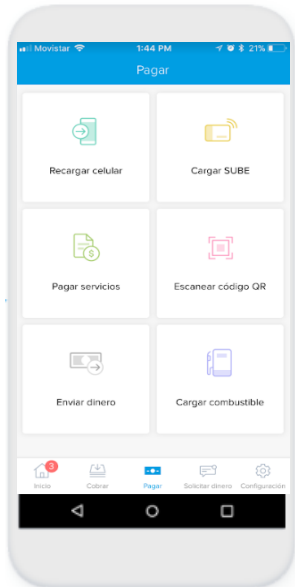 Movistar 1:44 PM 21%
Pagar
Recargar celular Cargar SUBE
Pagar servicios Escanear código QR
Enviar dinero Cargar combustible
3
Inicio Cobrar Pagar Solicitar dinero Configuración